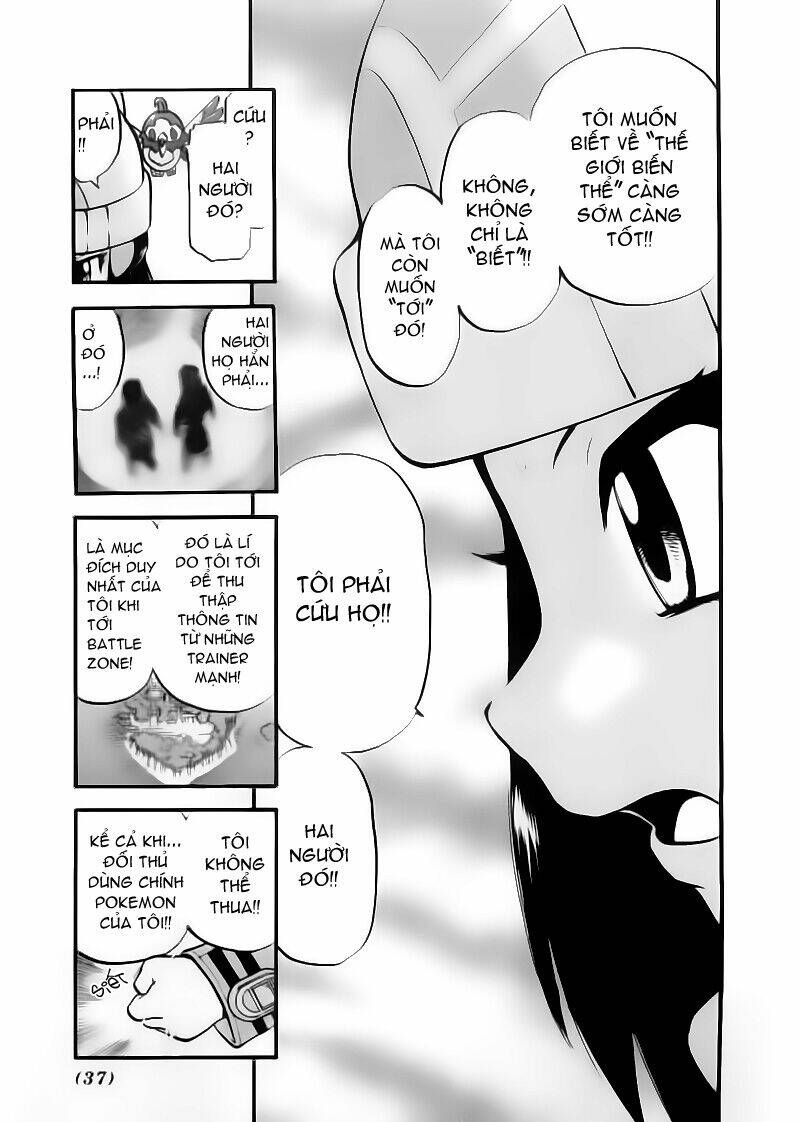 TÔI MUỐN
BIẾT VỀ "THẾ
GIỚI BIẾN
THỂ" CÀNG
SỚM CÀNG
TỐT!!
KHÔNG,
KHÔNG
CHỈ LÀ
"BIẾT"!!
MÀ TÔI
CÒN
MUỐN
"TỚI"
ĐÓ!
TÔI PHẢI
CỨU HỌ!!
HAI
NGƯỜI
ĐÓ!!
CỨU
?
HAI
NGƯỜI
ĐÓ?
PHẢI
!!
HAI
NGƯỜI
HỌ HẲN
PHẢI...
Ở
ĐÓ
...!
ĐÓ LÀ LÍ
DO TÔI TỚI
ĐỂ THU
THẬP
THÔNG TIN
TỪ NHỮNG
TRAINER
MẠNH!
LÀ MỤC
ĐÍCH DUY
NHẤT CỦA
TÔI KHI
TỚI
BATTLE
ZONE!
TÔI
KHÔNG
THỂ
THUA!!
KỂ CẢ KHI...
ĐỐI THỦ
DÙNG CHÍNH
POKEMON
CỦA TÔI!!
SIẾT
(37)